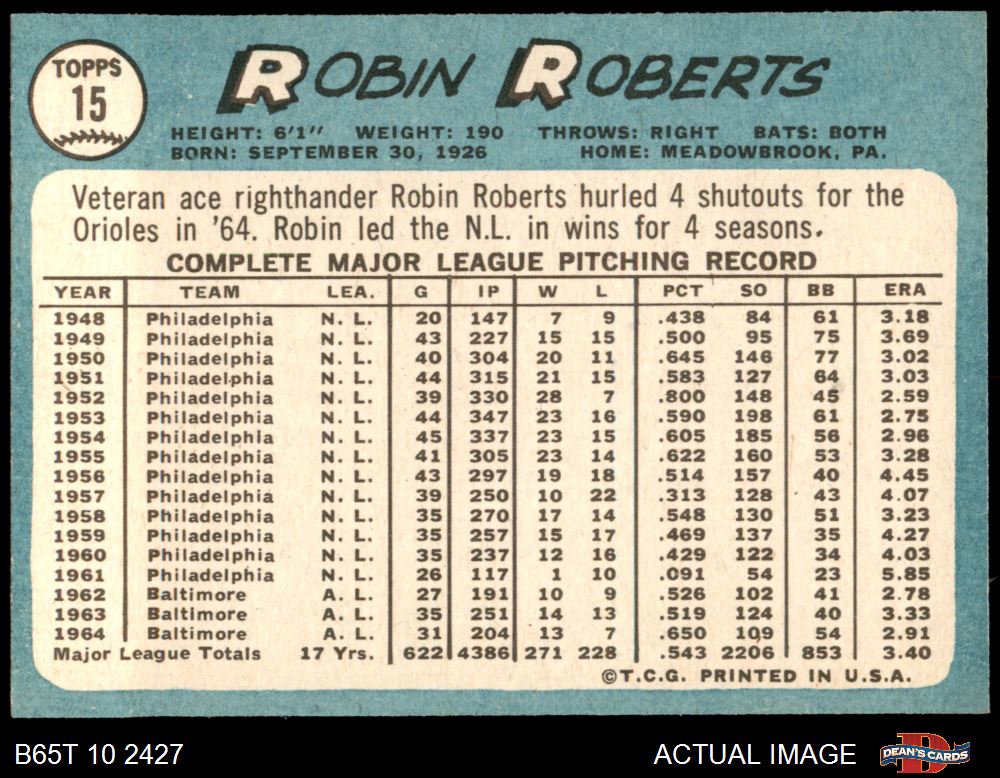 TOPPS
15
ROBIN ROBERTS
HEIGHT: 6'1" WEIGHT: 190 THROWS: RIGHT BATS: BOTH
BORN: SEPTEMBER 30, 1926 HOME: MEADOWBROOK, PA.
Veteran ace righthander Robin Roberts hurled 4 shutouts for the
Orioles in '64. Robin led the N.L. in wins for 4 seasons.
COMPLETE MAJOR LEAGUE PITCHING RECORD
YEAR TEAM LEA. G IP W L PCT SO BB ERA
1948 Philadelphia N. L. 20 147 7 9 .438 84 61 3.18
1949 Philadelphia N. L. 43 227 15 15 .500 95 75 3.69
1950 Philadelphia N. L. 40 304 20 11 .645 146 77 3.02
1951 Philadelphia N. L. 44 315 21 15 .583 127 64 3.03
1952 Philadelphia N. L. 39 330 28 7 .800 148 45 2.59
1953 Philadelphia N. L. 44 347 23 16 .590 198 61 2.75
1954 Philadelphia N. L. 45 337 23 15 .605 185 56 2.96
1955 Philadelphia N. L. 41 305 23 14 .622 160 53 3.28
1956 Philadelphia N. L. 43 297 19 18 .514 157 40 4.45
1957 Philadelphia N. L. 39 250 10 22 .313 128 43 4.07
1958 Philadelphia N. L. 35 270 17 14 .548 130 51 3.23
1959 Philadelphia N. L. 35 257 15 17 .469 137 35 4.27
1960 Philadelphia N. L. 35 237 12 16 .429 122 34 4.03
1961 Philadelphia N. L. 26 117 1 10 .091 54 23 5.85
1962 Baltimore A. L. 27 191 10 9 .526 102 41 2.78
1963 Baltimore A. L. 35 251 14 13 .519 124 40 3.33
1964 Baltimore A. L. 31 204 13 7 .650 109 54 2.91
Major League Totals 17 Yrs. 622 4386 271 228 .543 2206 853 3.40
©T.C.G. PRINTED IN U.S.A.
B65T 10 2427 ACTUAL IMAGE D DEAN'S CARDS